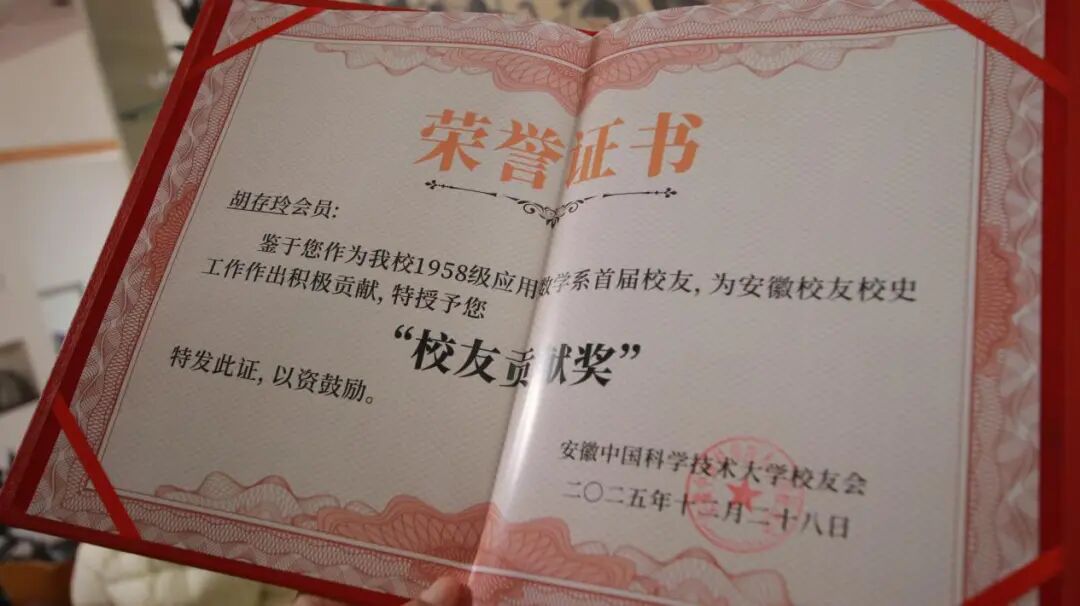 荣誉证书
胡存玲会员:
鉴于您作为我校1958级应用数学系首届校友, 为安徽校友校史
工作作出积极贡献, 特授予您
“校友贡献奖”
特发此证, 以资鼓励。
安徽中国科学技术大学校友会
二〇二五年十二月二十八日